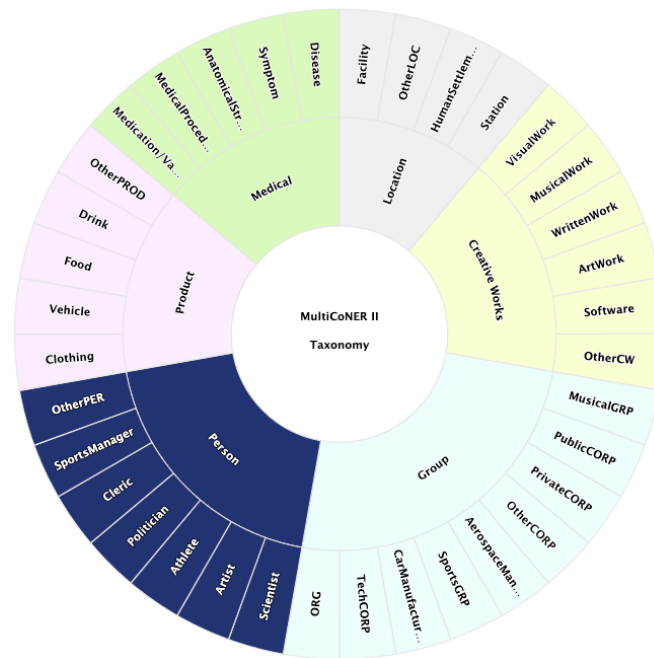 MultiCoNER II
Taxonomy
Location
Facility
OtherLOC
HumanSettlem...
Station
Creative Works
VisualWork
MusicalWork
WrittenWork
ArtWork
Software
OtherCW
Group
MusicalGRP
PublicCORP
PrivateCORP
OtherCORP
AerospaceMan...
SportsGRP
CarManufactur...
TechCORP
ORG
Person
Scientist
Artist
Athlete
Politician
Cleric
SportsManager
OtherPER
Product
Clothing
Vehicle
Food
Drink
OtherPROD
Medical
Medication/Va...
MedicalProced...
AnatomicalStr...
Symptom
Disease